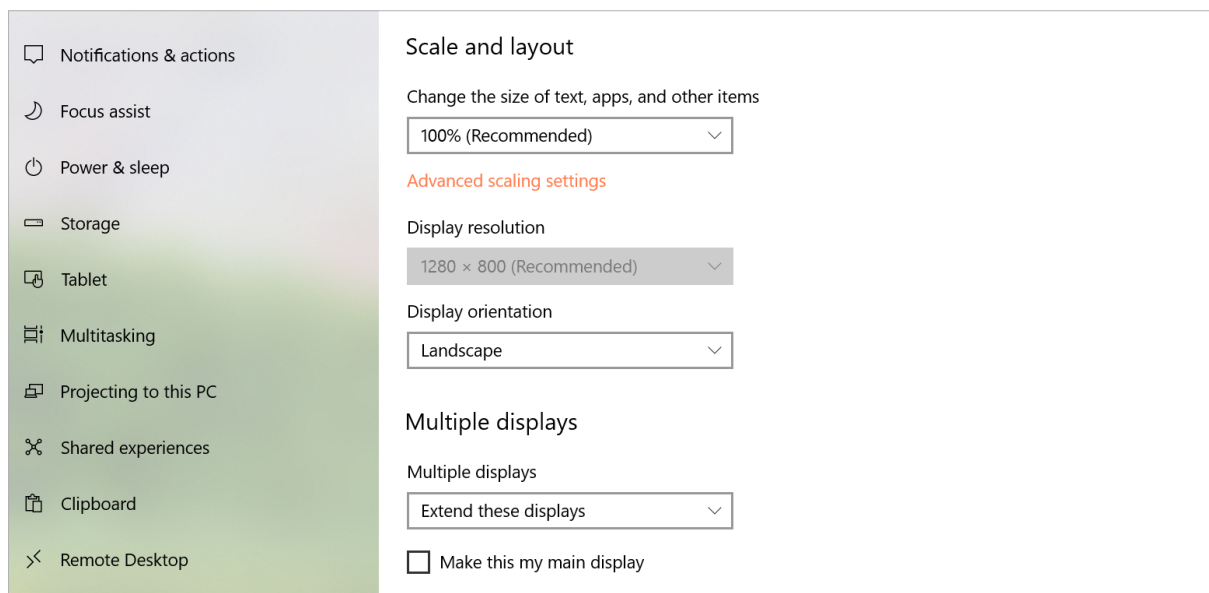 Notifications & actions
Focus assist
Power & sleep
Storage
Tablet
Multitasking
Projecting to this PC
Shared experiences
Clipboard
Remote Desktop
Scale and layout
Change the size of text, apps, and other items
100% (Recommended)
Advanced scaling settings
Display resolution
1280 × 800 (Recommended)
Display orientation
Landscape
Multiple displays
Multiple displays
Extend these displays
Make this my main display